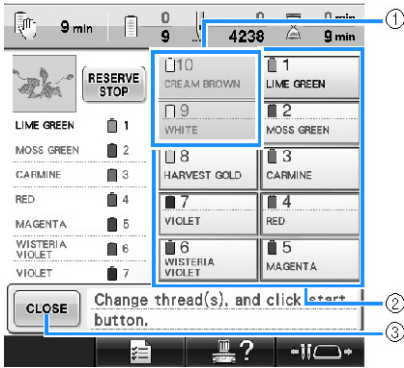 9 min
0
9
0
4238
0 min
9 min
①
RESERVE
STOP
10
CREAM BROWN
1
LIME GREEN
9
WHITE
2
MOSS GREEN
8
HARVEST GOLD
3
CARMINE
7
VIOLET
4
RED
6
WISTERIA
VIOLET
5
MAGENTA
LIME GREEN 1
MOSS GREEN 2
CARMINE 3
RED 4
MAGENTA 5
WISTERIA
VIOLET 6
VIOLET 7
CLOSE
Change thread(s), and click start
button.
②
③
?